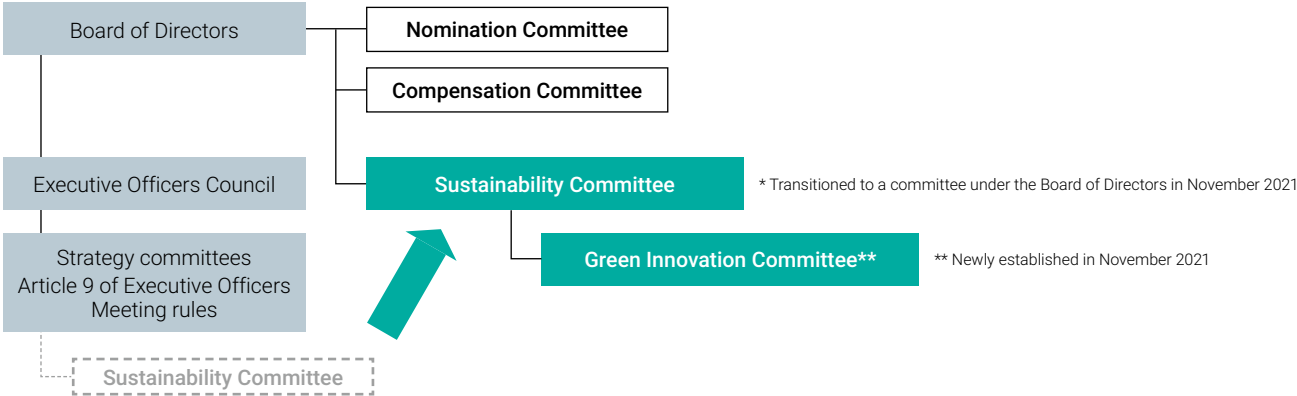 Board of Directors
Nomination Committee
Compensation Committee
Executive Officers Council
Sustainability Committee
* Transitioned to a committee under the Board of Directors in November 2021
Strategy committees
Article 9 of Executive Officers
Meeting rules
Green Innovation Committee**
** Newly established in November 2021
Sustainability Committee